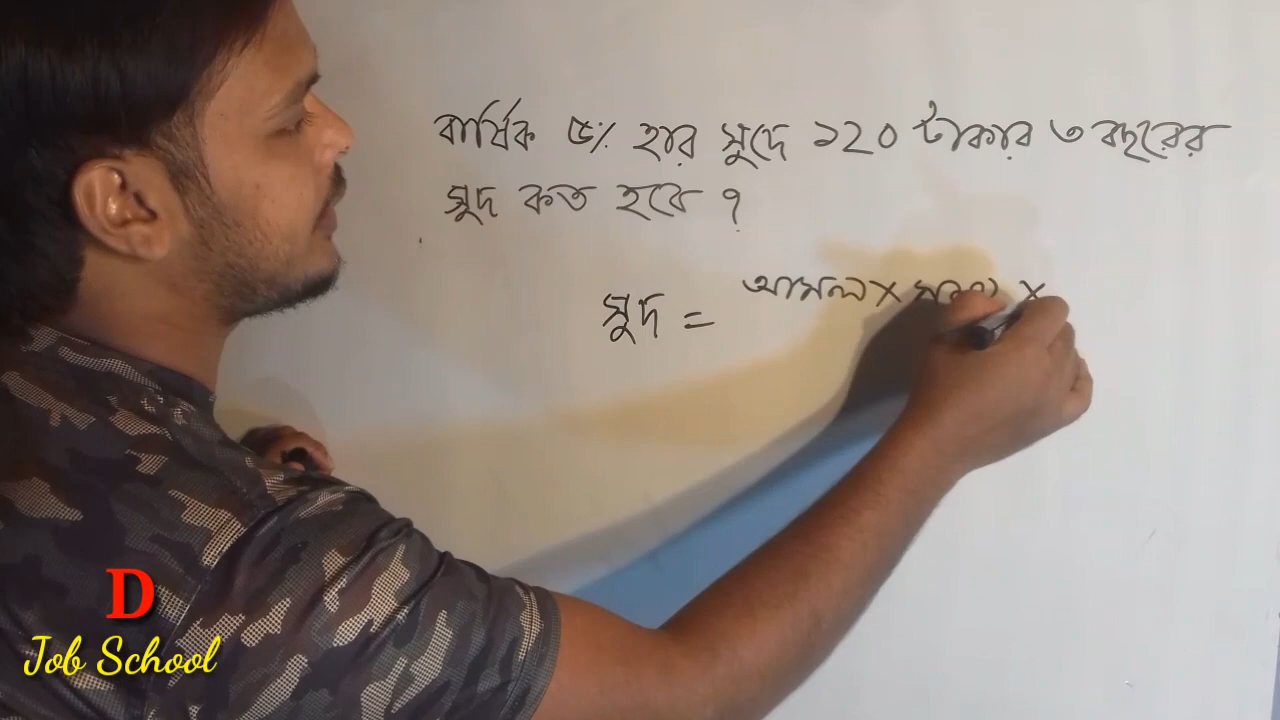 বার্ষিক ৫% হার সুদে ১২০ টাকার ৩ বছরের
সুদ কত হবে ?
সুদ = আসল × ×
D
Job School